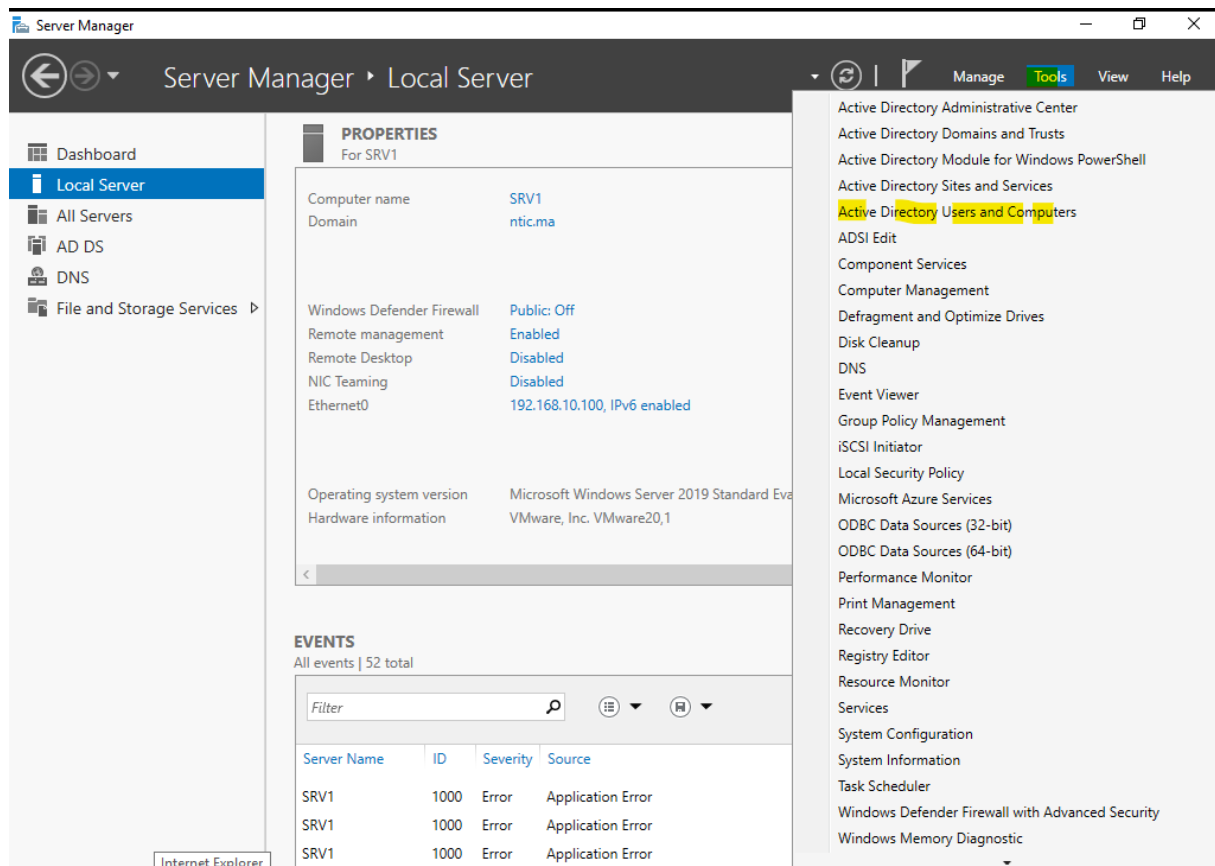 Server Manager
Server Manager ‣ Local Server
Manage Tools View Help
Dashboard
Local Server
All Servers
AD DS
DNS
File and Storage Services
PROPERTIES
For SRV1
Computer name SRV1
Domain ntic.ma
Windows Defender Firewall Public: Off
Remote management Enabled
Remote Desktop Disabled
NIC Teaming Disabled
Ethernet0 192.168.10.100, IPv6 enabled
Operating system version Microsoft Windows Server 2019 Standard Eva
Hardware information VMware, Inc. VMware20,1
EVENTS
All events | 52 total
Filter
Server Name ID Severity Source
SRV1 1000 Error Application Error
SRV1 1000 Error Application Error
SRV1 1000 Error Application Error
Internet Explorer
Active Directory Administrative Center
Active Directory Domains and Trusts
Active Directory Module for Windows PowerShell
Active Directory Sites and Services
Active Directory Users and Computers
ADSI Edit
Component Services
Computer Management
Defragment and Optimize Drives
Disk Cleanup
DNS
Event Viewer
Group Policy Management
iSCSI Initiator
Local Security Policy
Microsoft Azure Services
ODBC Data Sources (32-bit)
ODBC Data Sources (64-bit)
Performance Monitor
Print Management
Recovery Drive
Registry Editor
Resource Monitor
Services
System Configuration
System Information
Task Scheduler
Windows Defender Firewall with Advanced Security
Windows Memory Diagnostic